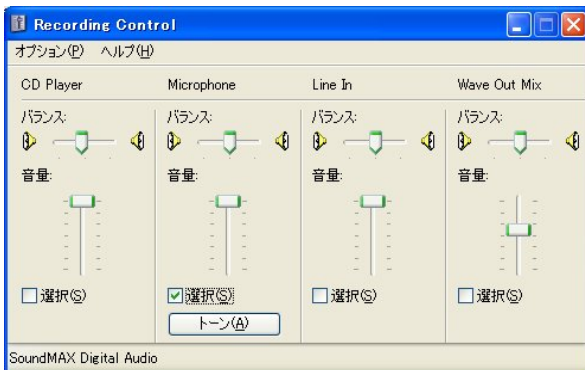 Recording Control
オプション(P) ヘルプ(H)
CD Player Microphone Line In Wave Out Mix
バランス: バランス: バランス: バランス:
音量: 音量: 音量: 音量:
選択(S) 選択(S) 選択(S) 選択(S)
トーン(A)
SoundMAX Digital Audio